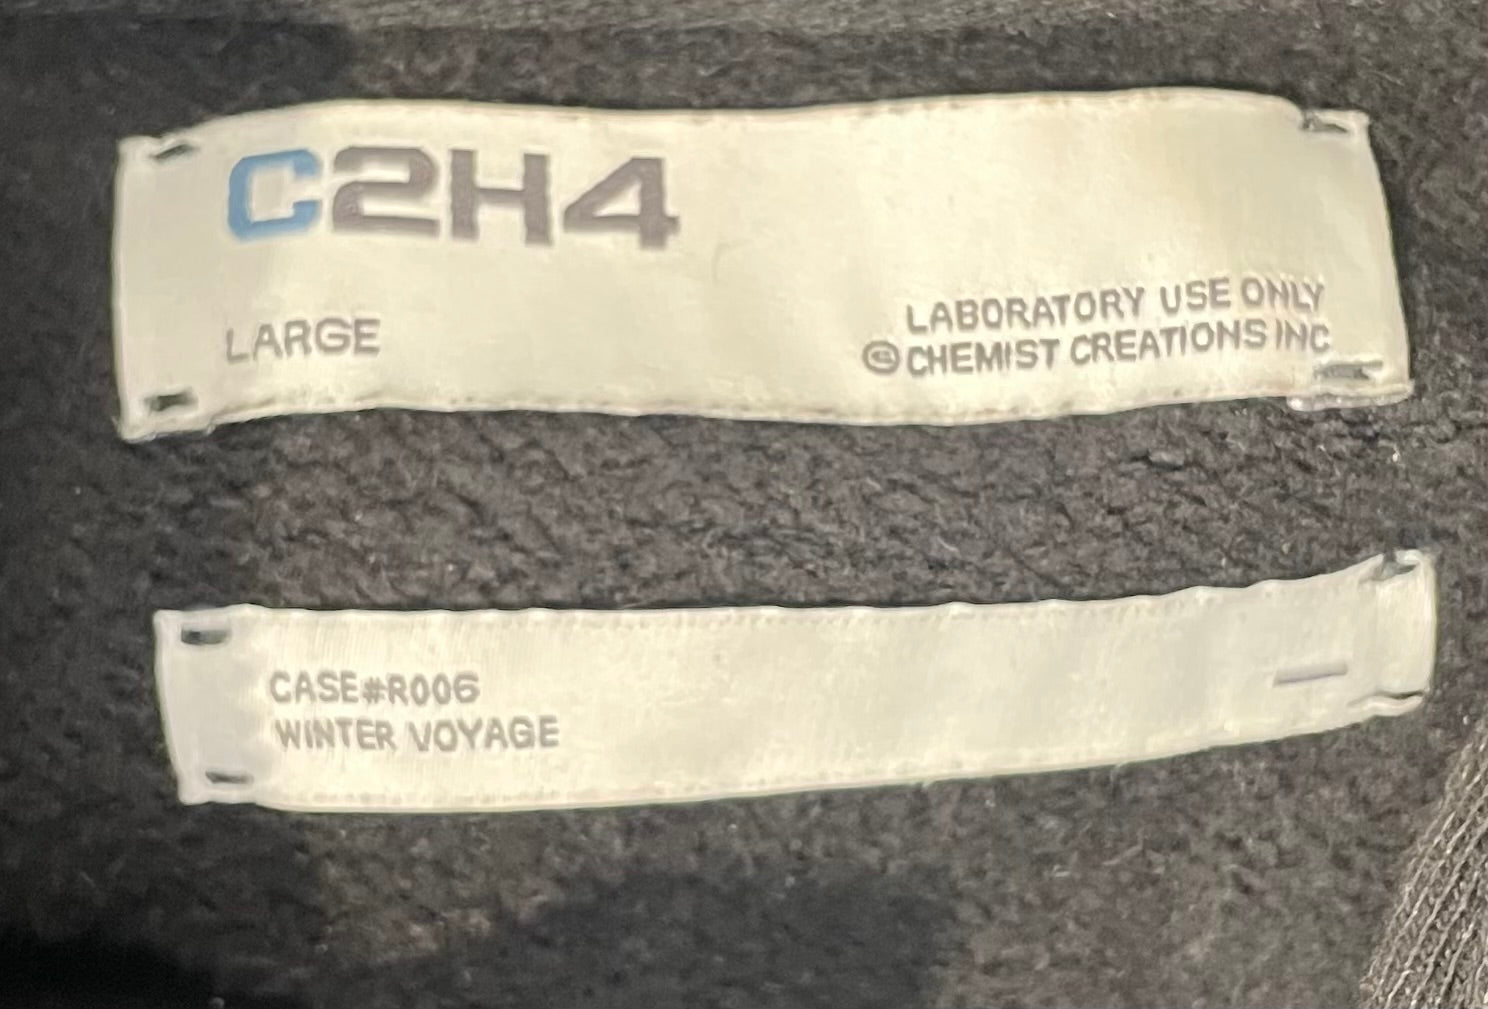 C2H4
LARGE
LABORATORY USE ONLY
©CHEMIST CREATIONS INC
CASE#R006
WINTER VOYAGE